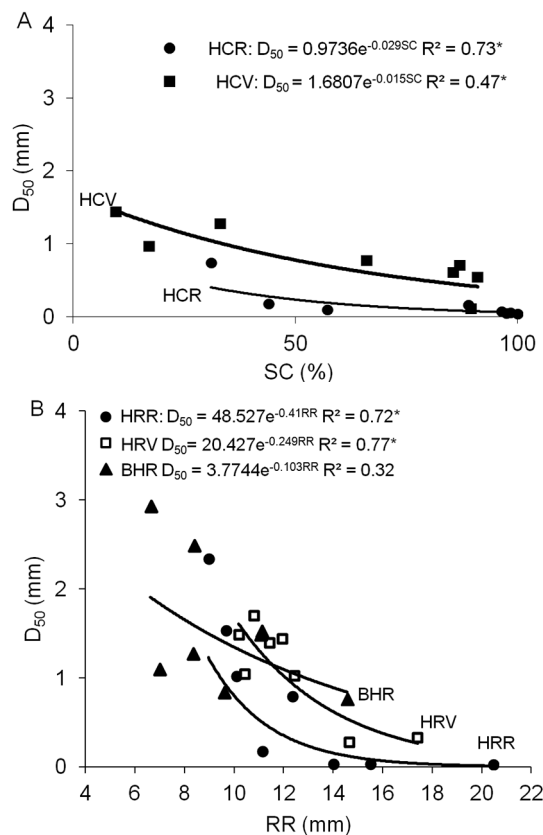 A
4
HCR: D₅₀ = 0.9736e⁻⁰·⁰²⁹ˢᶜ R² = 0.73*
HCV: D₅₀ = 1.6807e⁻⁰·⁰¹⁵ˢᶜ R² = 0.47*
3
D₅₀ (mm)
2
HCV
1
HCR
0
0 50 100
SC (%)
B
4
HRR: D₅₀ = 48.527e⁻⁰·⁴¹ᴿᴿ R² = 0.72*
HRV D₅₀= 20.427e⁻⁰·²⁴⁹ᴿᴿ R² = 0.77*
BHR D₅₀ = 3.7744e⁻⁰·¹⁰³ᴿᴿ R² = 0.32
3
D₅₀ (mm)
2
1
BHR
HRV
HRR
0
4 6 8 10 12 14 16 18 20 22
RR (mm)